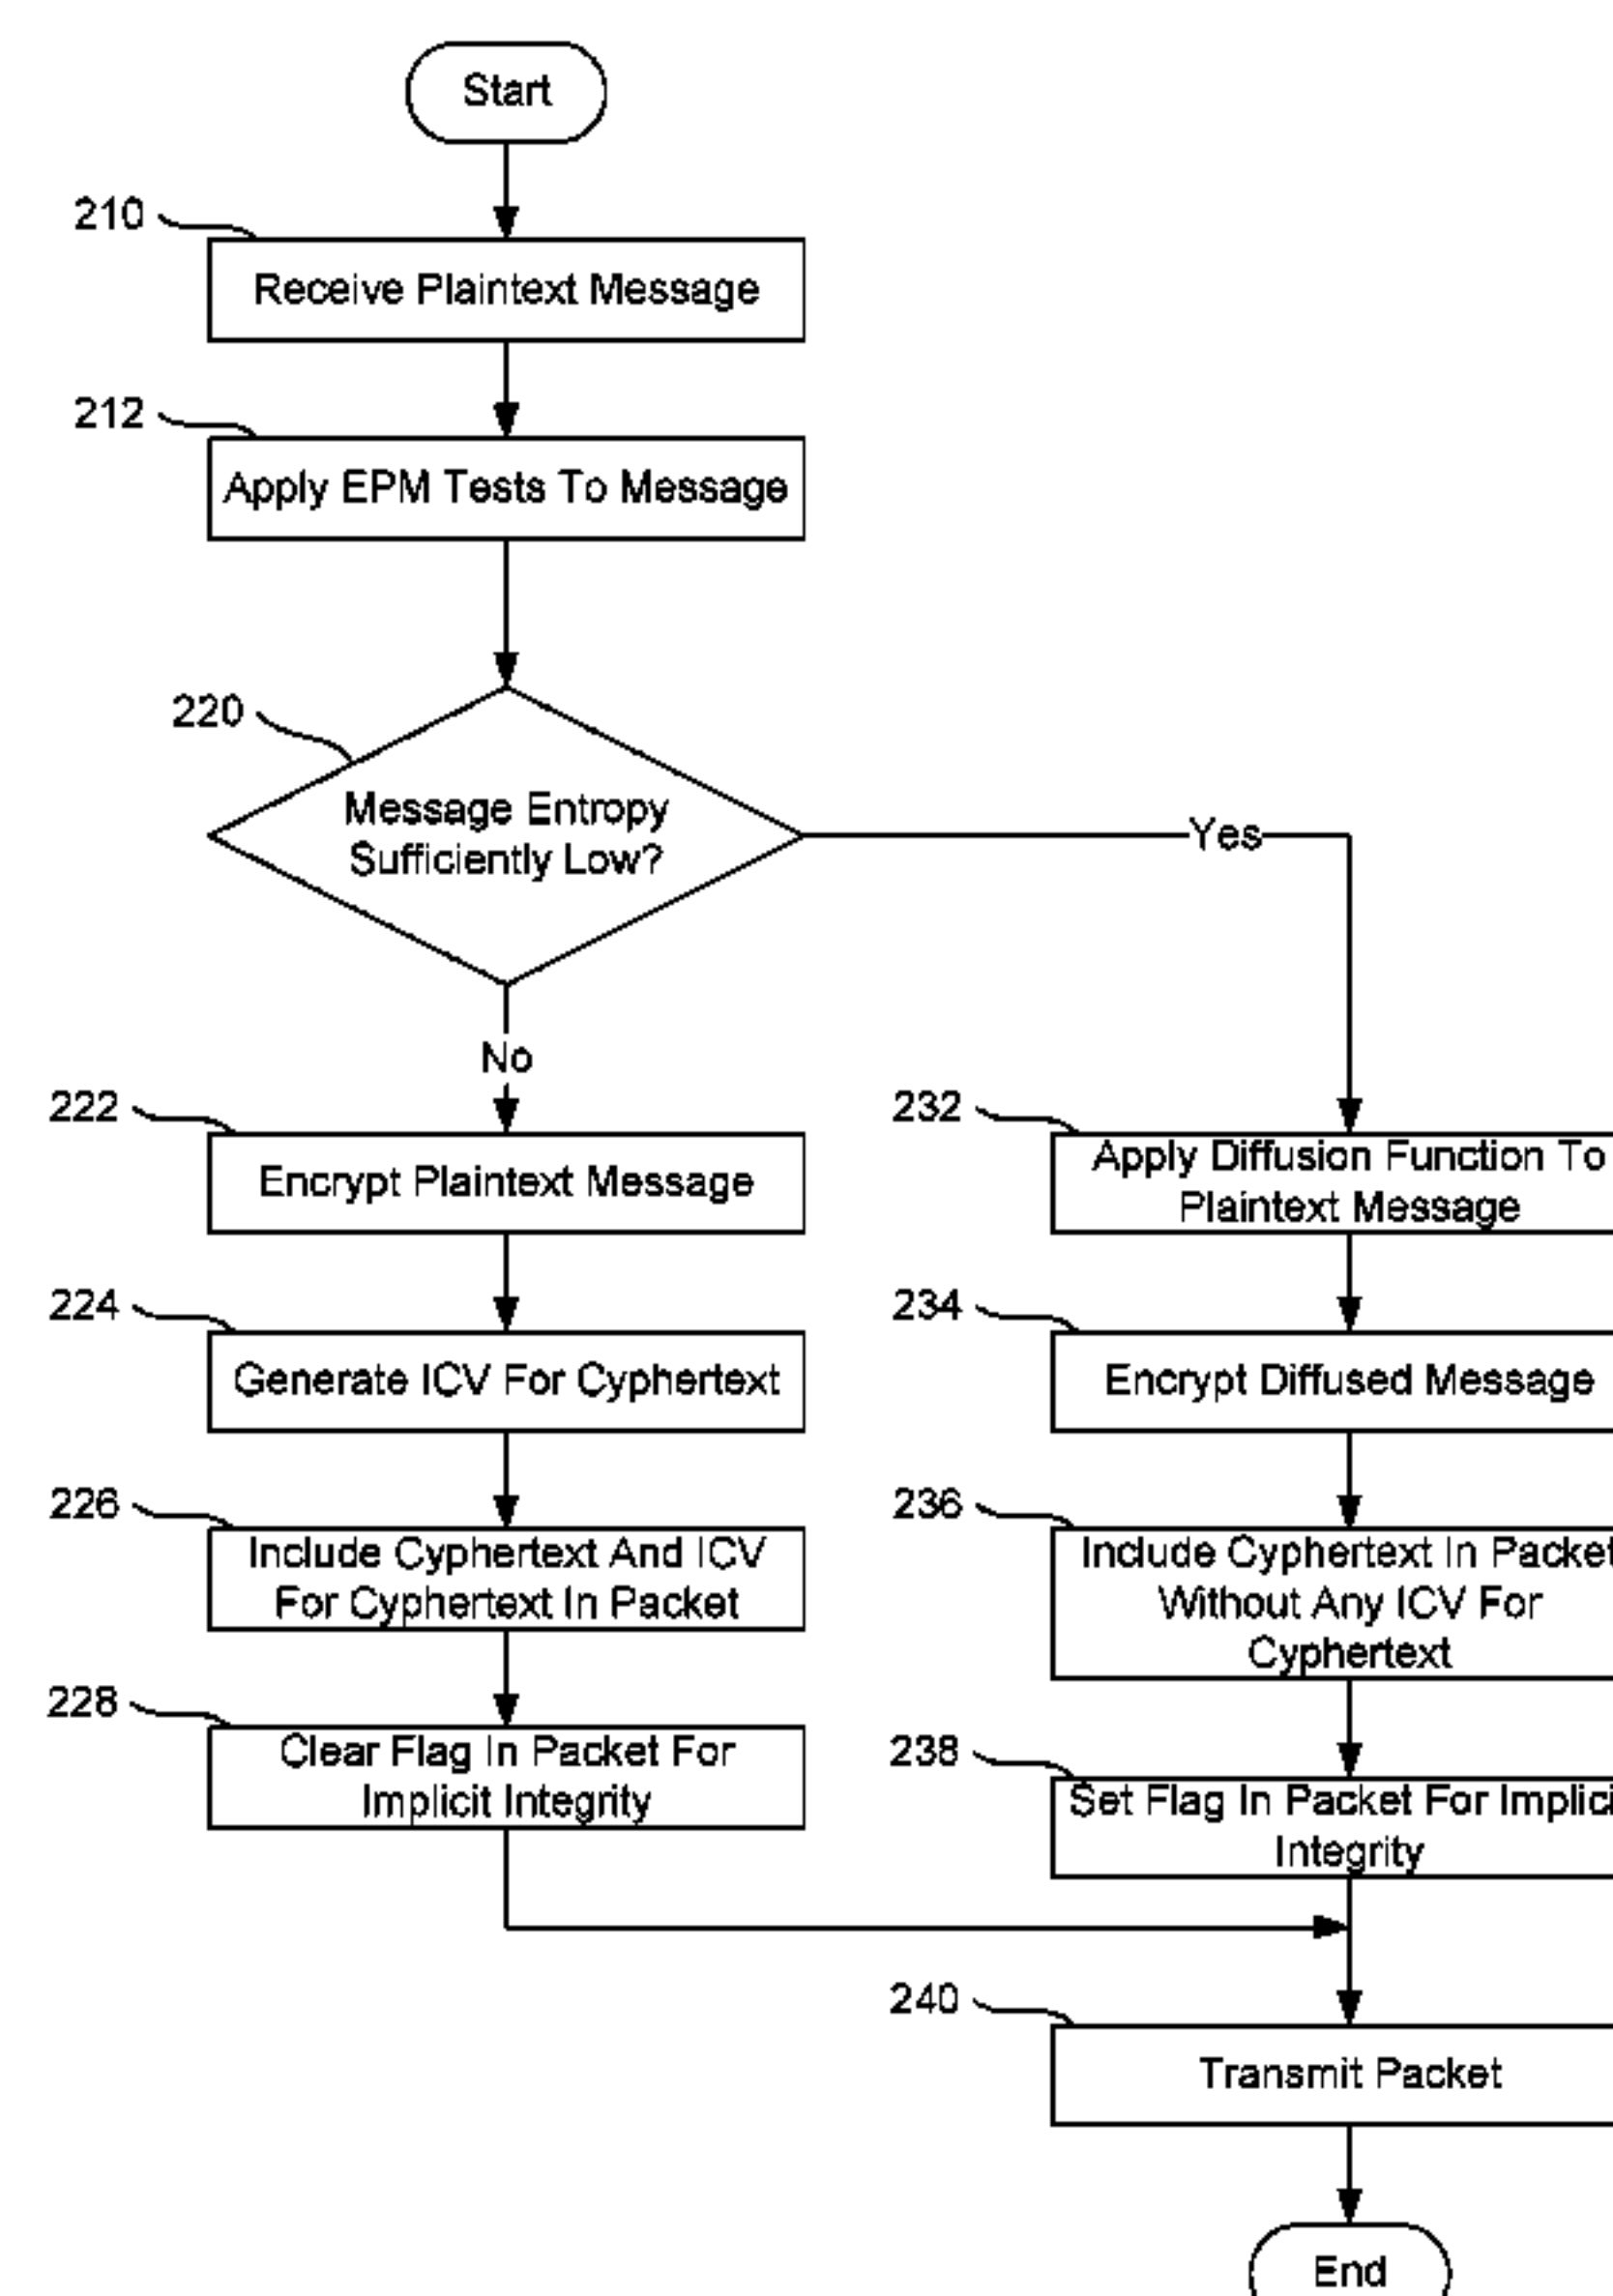 Start
210
Receive Plaintext Message
212
Apply EPM Tests To Message
220
Message Entropy
Sufficiently Low?
Yes
No
222
Encrypt Plaintext Message
232
Apply Diffusion Function To
Plaintext Message
224
Generate ICV For Cyphertext
234
Encrypt Diffused Message
226
Include Cyphertext And ICV
For Cyphertext In Packet
236
Include Cyphertext In Packet
Without Any ICV For
Cyphertext
228
Clear Flag In Packet For
Implicit Integrity
238
Set Flag In Packet For Implici
Integrity
240
Transmit Packet
End